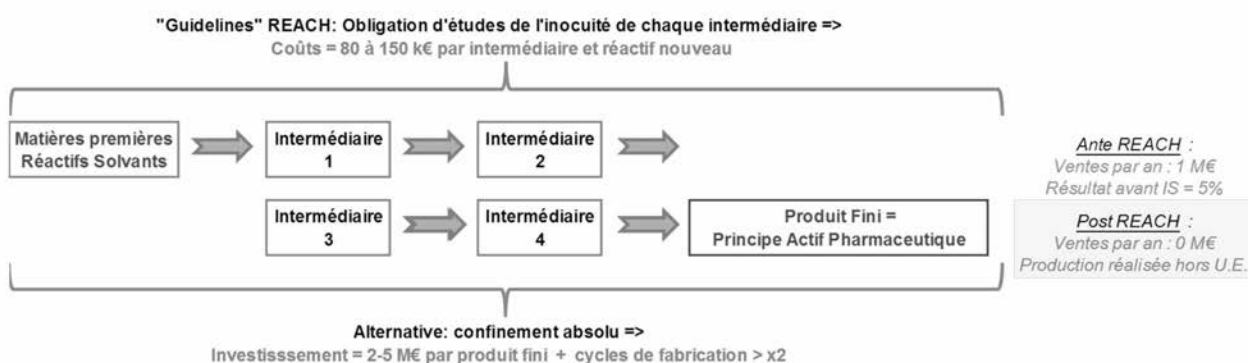 "Guidelines" REACH: Obligation d'études de l'inocuité de chaque intermédiaire =>
Coûts = 80 à 150 k€ par intermédiaire et réactif nouveau
Matières premières
Réactifs Solvants
Intermédiaire
1
Intermédiaire
2
Ante REACH :
Ventes par an : 1 M€
Résultat avant IS = 5%
Intermédiaire
3
Intermédiaire
4
Produit Fini =
Principe Actif Pharmaceutique
Post REACH :
Ventes par an : 0 M€
Production réalisée hors U.E.
Alternative: confinement absolu =>
Investisssement = 2-5 M€ par produit fini + cycles de fabrication > x2